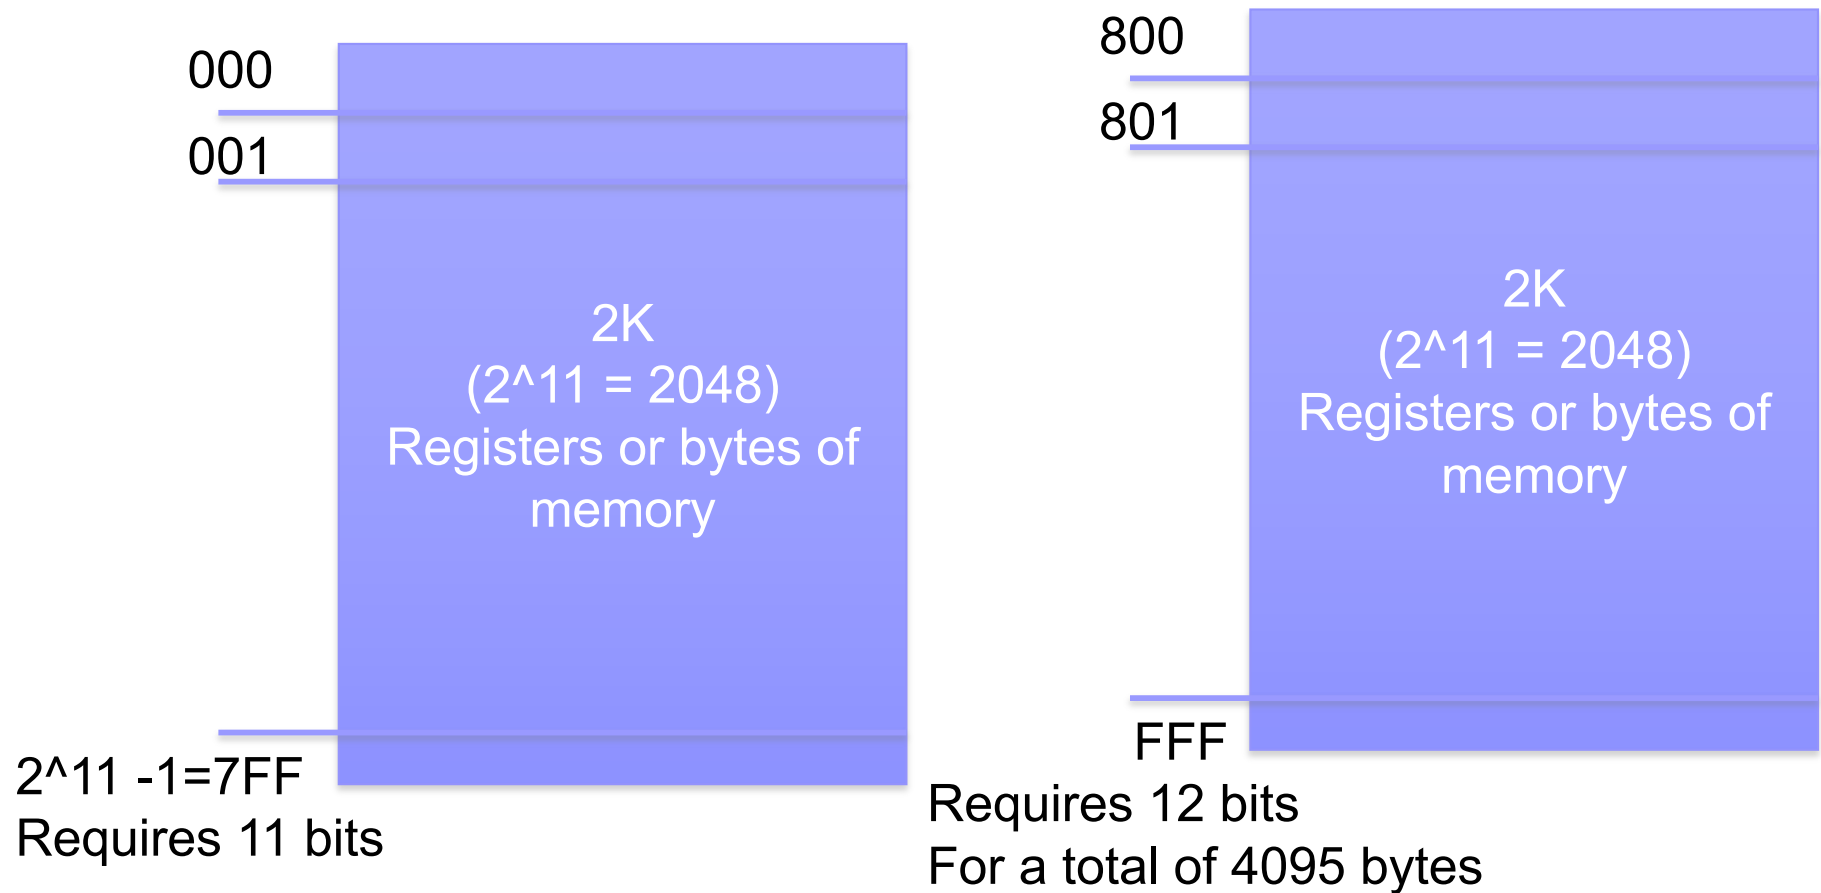 000
001
2K
(2^11 = 2048)
Registers or bytes of
memory
2^11 -1=7FF
Requires 11 bits
800
801
2K
(2^11 = 2048)
Registers or bytes of
memory
FFF
Requires 12 bits
For a total of 4095 bytes